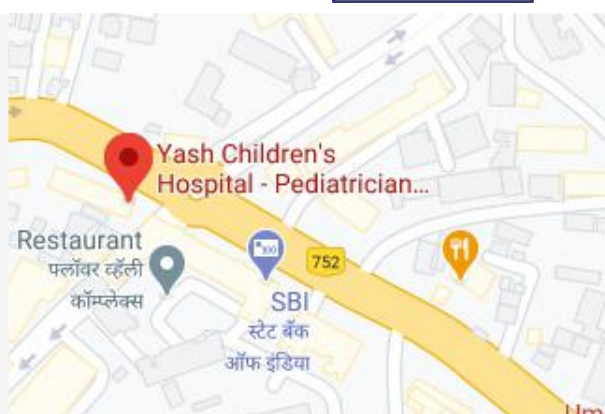 Yash Children's
Hospital - Pediatrician...
Restaurant
फ्लॉवर व्हॅली
कॉम्प्लेक्स
752
SBI
स्टेट बँक
ऑफ इंडिया